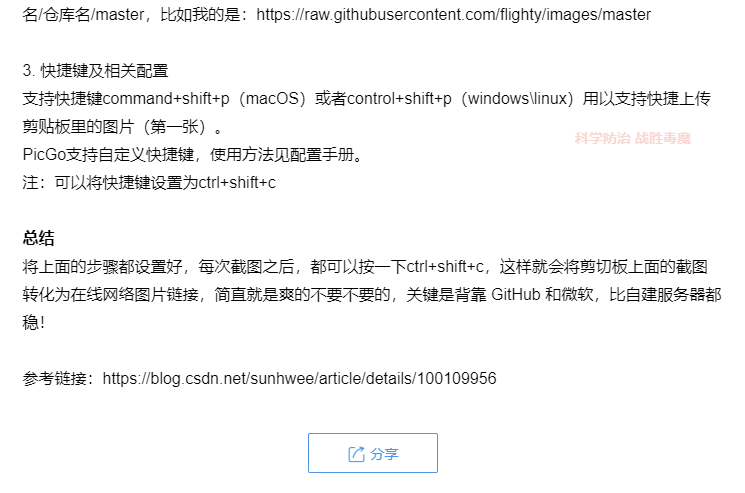 名/仓库名/master，比如我的是：https://raw.githubusercontent.com/flighty/images/master
3. 快捷键及相关配置
支持快捷键command+shift+p（macOS）或者control+shift+p（windows\linux）用以支持快捷上传
剪贴板里的图片（第一张）。
科学防治 战胜毒魔
PicGo支持自定义快捷键，使用方法见配置手册。
注：可以将快捷键设置为ctrl+shift+c
总结
将上面的步骤都设置好，每次截图之后，都可以按一下ctrl+shift+c，这样就会将剪切板上面的截图
转化为在线网络图片链接，简直就是爽的不要不要的，关键是背靠 GitHub 和微软，比自建服务器都
稳！
参考链接：https://blog.csdn.net/sunhwee/article/details/100109956
分享